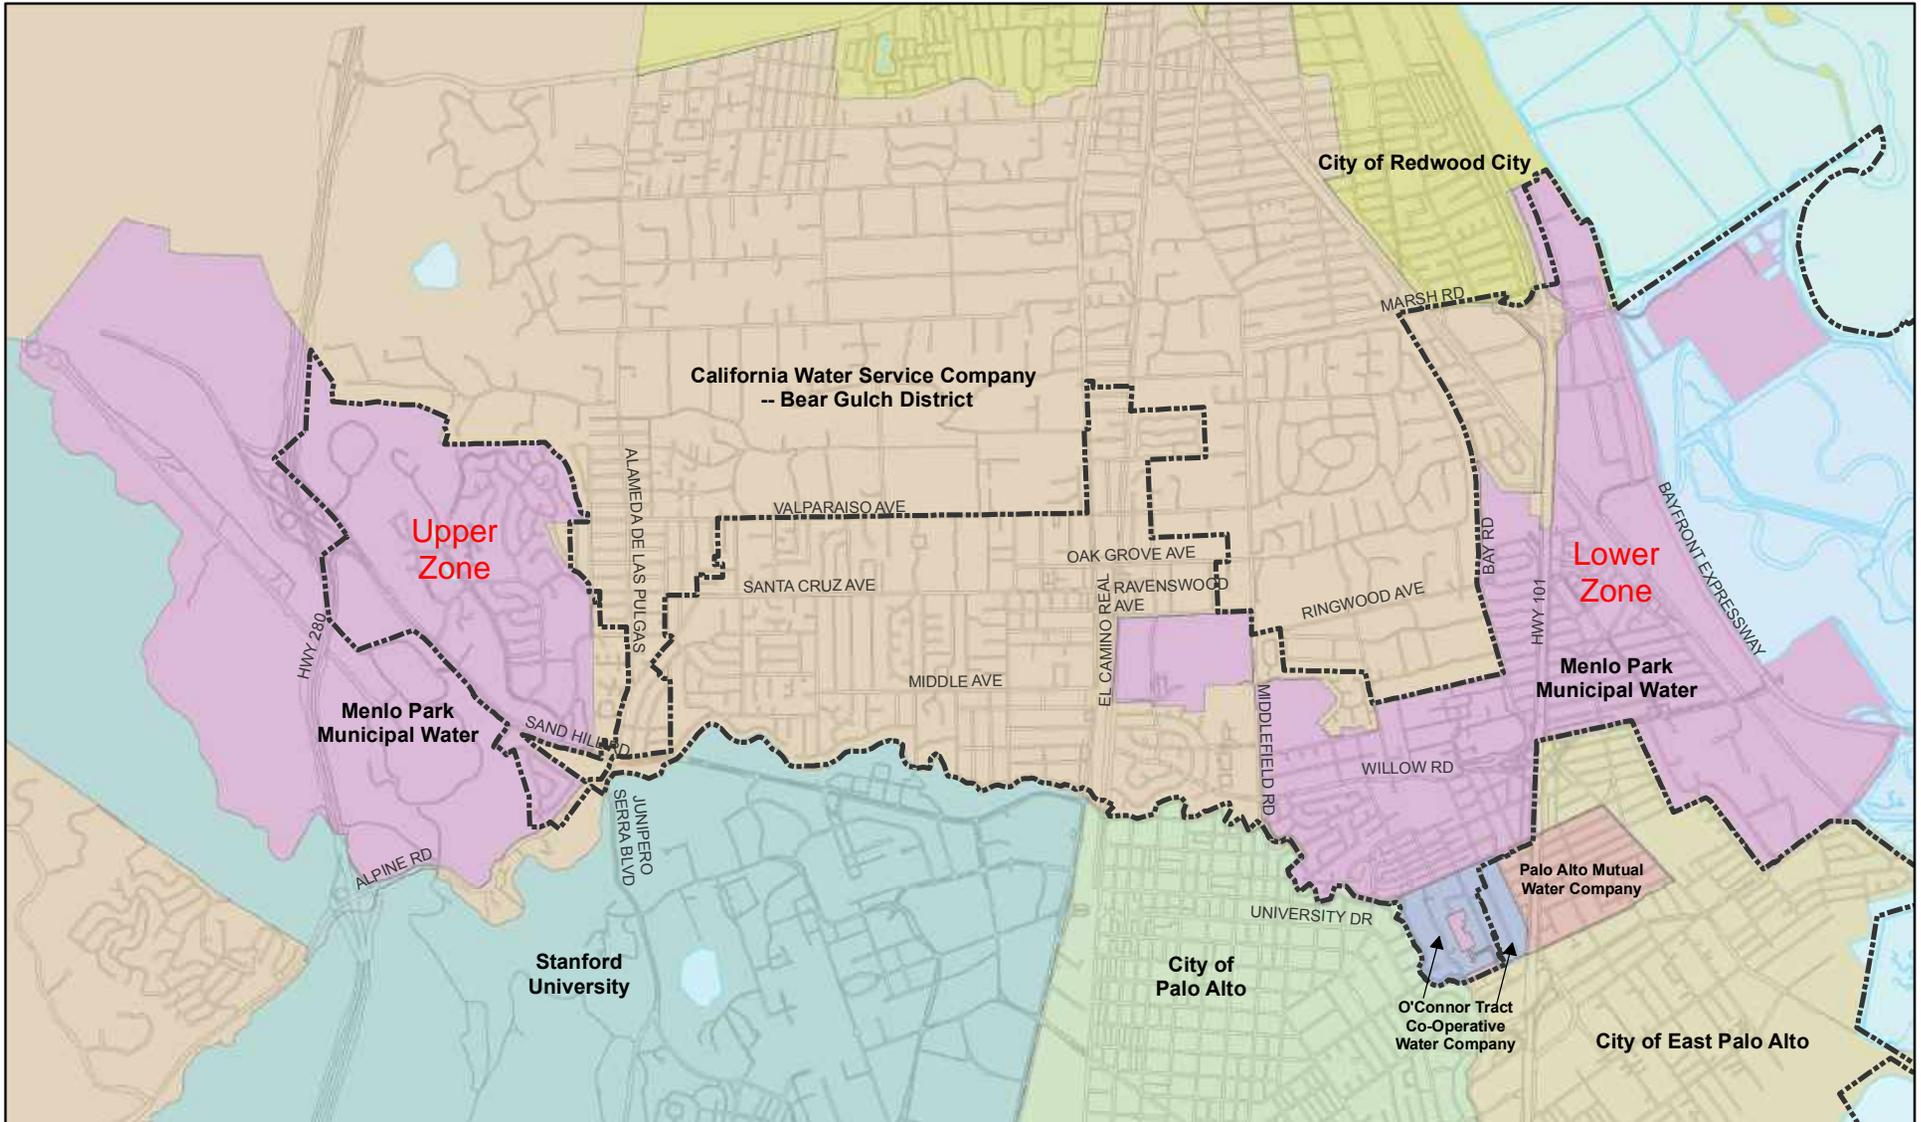 City of Redwood City
MARSH RD
California Water Service Company
-- Bear Gulch District
ALAMEDA DE LAS PULGAS
VALPARAISO AVE
BAYFRONT EXPRESSWAY
Upper
Zone
OAK GROVE AVE
BAY RD
Lower
Zone
SANTA CRUZ AVE
RAVENSWOOD
AVE
RINGWOOD AVE
HWY 101
EL CAMINO REAL
HWY 280
MIDDLE AVE
Menlo Park
Municipal Water
Menlo Park
Municipal Water
SAND HILL RD
MIDDLEFIELD RD
WILLOW RD
JUNIPERO
SERRA BLVD
ALPINE RD
Palo Alto Mutual
Water Company
UNIVERSITY DR
Stanford
University
City of
Palo Alto
O'Connor Tract
Co-Operative
Water Company
City of East Palo Alto